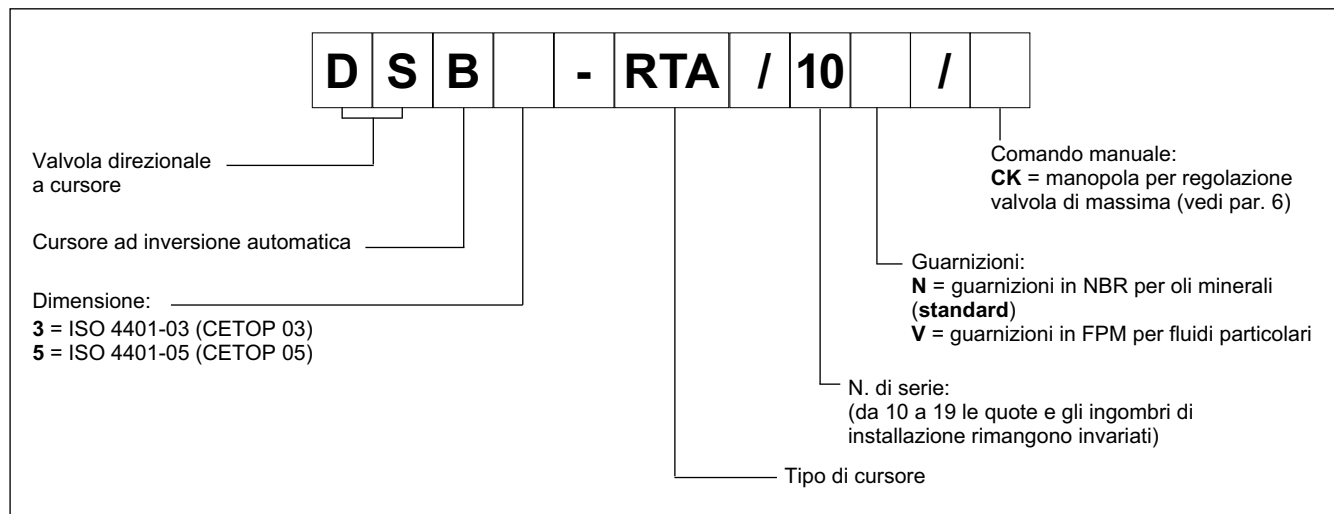 D S B - RTA / 10 /
Valvola direzionale
a cursore
Cursore ad inversione automatica
Dimensione:
3 = ISO 4401-03 (CETOP 03)
5 = ISO 4401-05 (CETOP 05)
Comando manuale:
CK = manopola per regolazione
valvola di massima (vedi par. 6)
Guarnizioni:
N = guarnizioni in NBR per oli minerali
(standard)
V = guarnizioni in FPM per fluidi particolari
N. di serie:
(da 10 a 19 le quote e gli ingombri di
installazione rimangono invariati)
Tipo di cursore